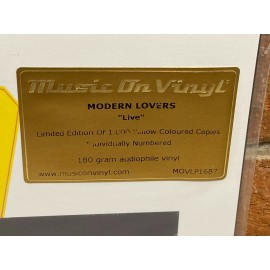 Music On Vinyl
MODERN LOVERS
"Live"
Limited Edition Of Coloured Copies
Individually Numbered
180 gram audiophile vinyl
www.musiconvinyl.com MOVLP1687